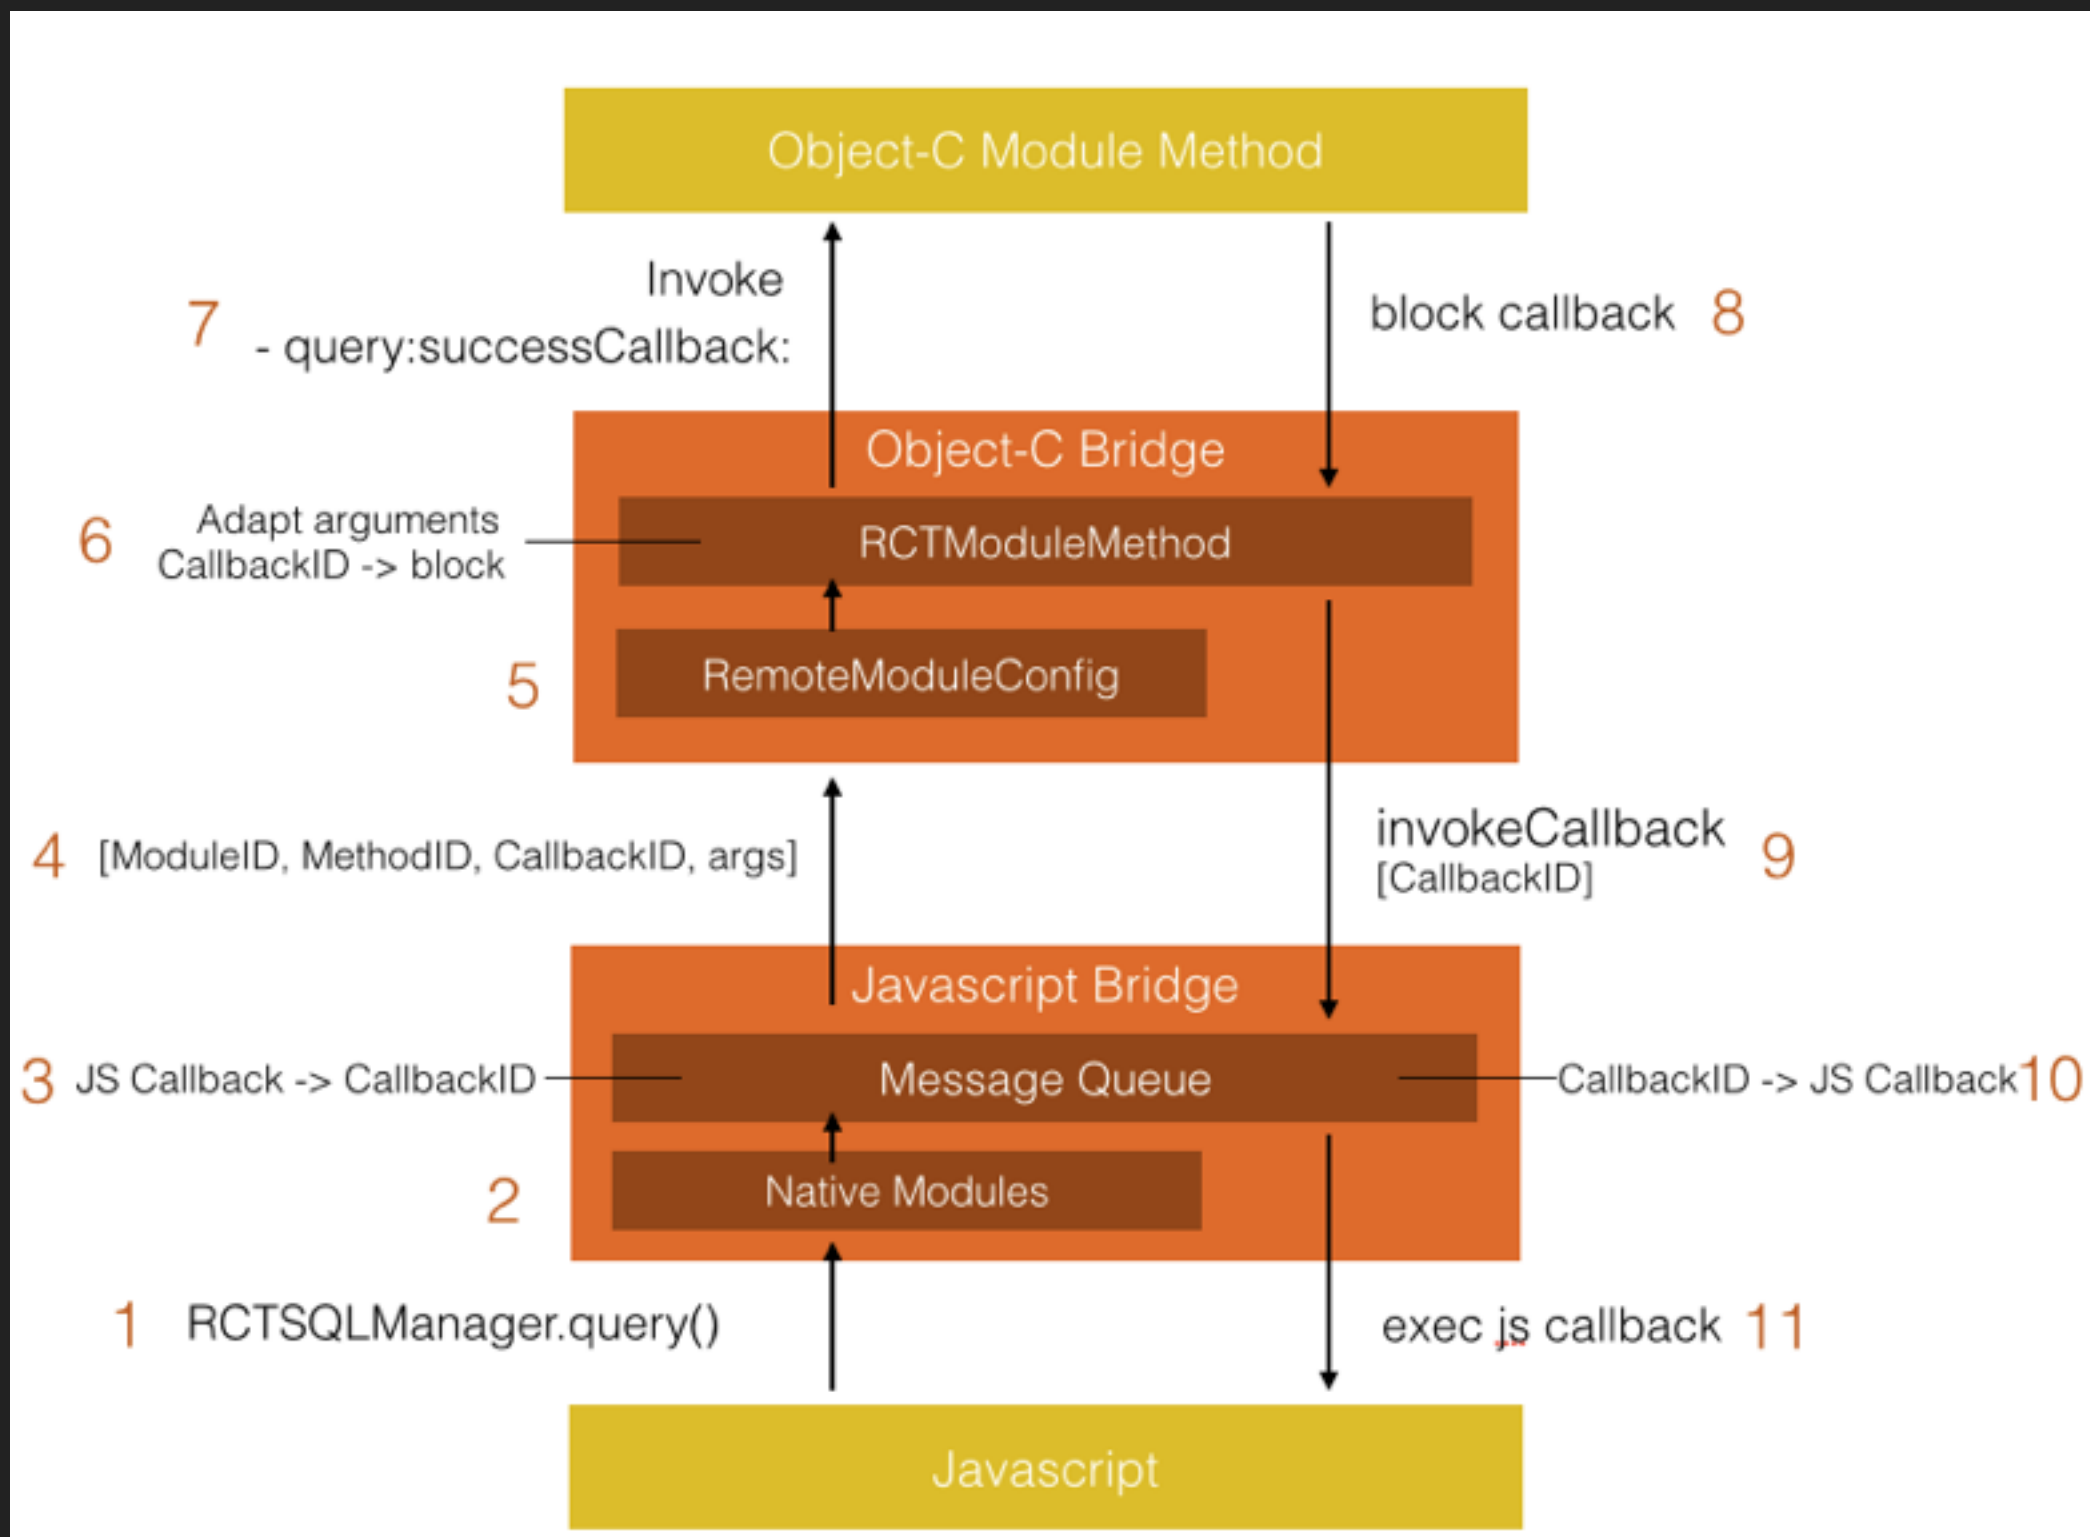 Object-C Module Method
Invoke
7
- query:successCallback:
block callback 8
Object-C Bridge
6
Adapt arguments
CallbackID -> block
RCTModuleMethod
5
RemoteModuleConfig
4 [ModuleID, MethodID, CallbackID, args]
invokeCallback
[CallbackID]
9
Javascript Bridge
3 JS Callback -> CallbackID
Message Queue
CallbackID -> JS Callback 10
2
Native Modules
1 RCTSQLManager.query()
exec js callback 11
Javascript